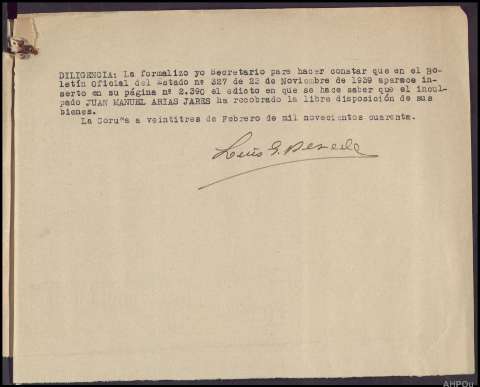 DILIGENCIA: La formalizo yo Secretario para hacer constar que en el Bo-
letín Oficial del Estado nº 327 de 23 de Noviembre de 1939 aparece in-
serto en su página nº 2.390 el edicto en que se hace saber que el incul-
pado JUAN MANUEL ARIAS JARES ha recobrado la libre disposición de sus
bienes.
La Coruña a veintitres de Febrero de mil novecientos cuarenta.
Luis G.
AHPOu